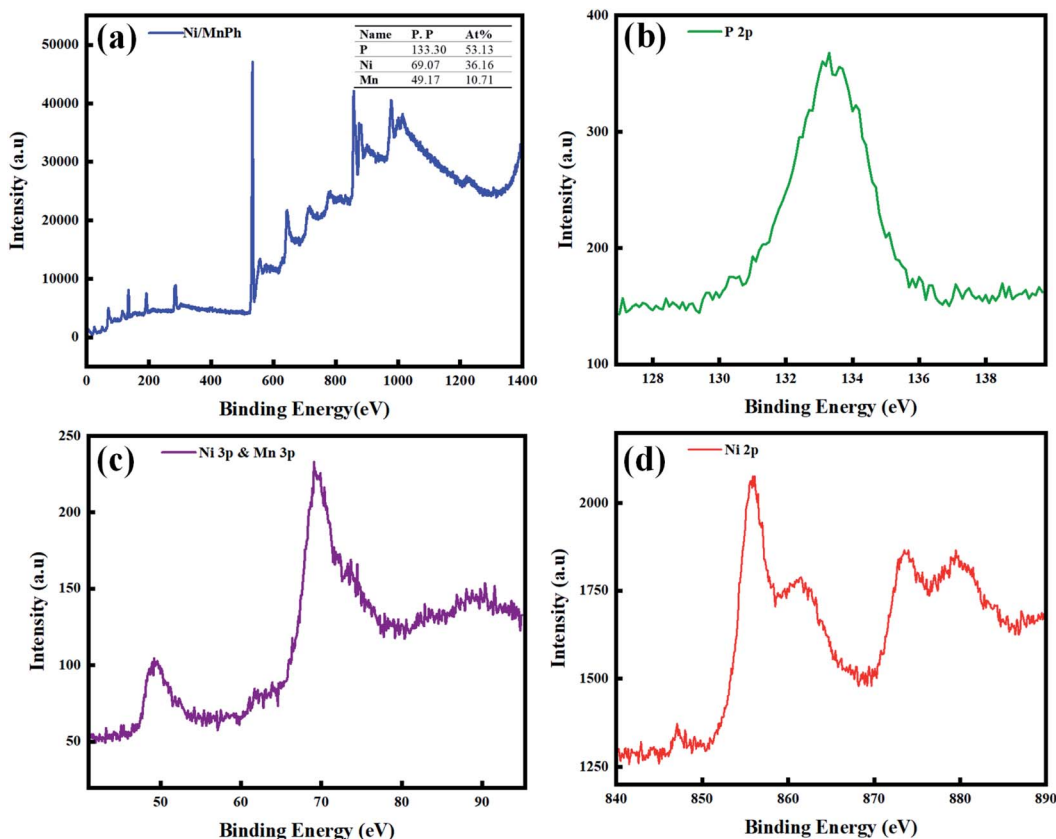 (a)
Ni/MnPh
Name P. P At%
P 133.30 53.13
Ni 69.07 36.16
Mn 49.17 10.71
50000
40000
30000
20000
10000
0
Intensity (a.u)
0 200 400 600 800 1000 1200 1400
Binding Energy(eV)
(b)
P 2p
400
300
200
100
Intensity (a.u)
128 130 132 134 136 138
Binding Energy (eV)
(c)
Ni 3p & Mn 3p
250
200
150
100
50
Intensity (a.u)
50 60 70 80 90
Binding Energy (eV)
(d)
Ni 2p
2000
1750
1500
1250
Intensity (a.u)
840 850 860 870 880 890
Binding Energy (eV)